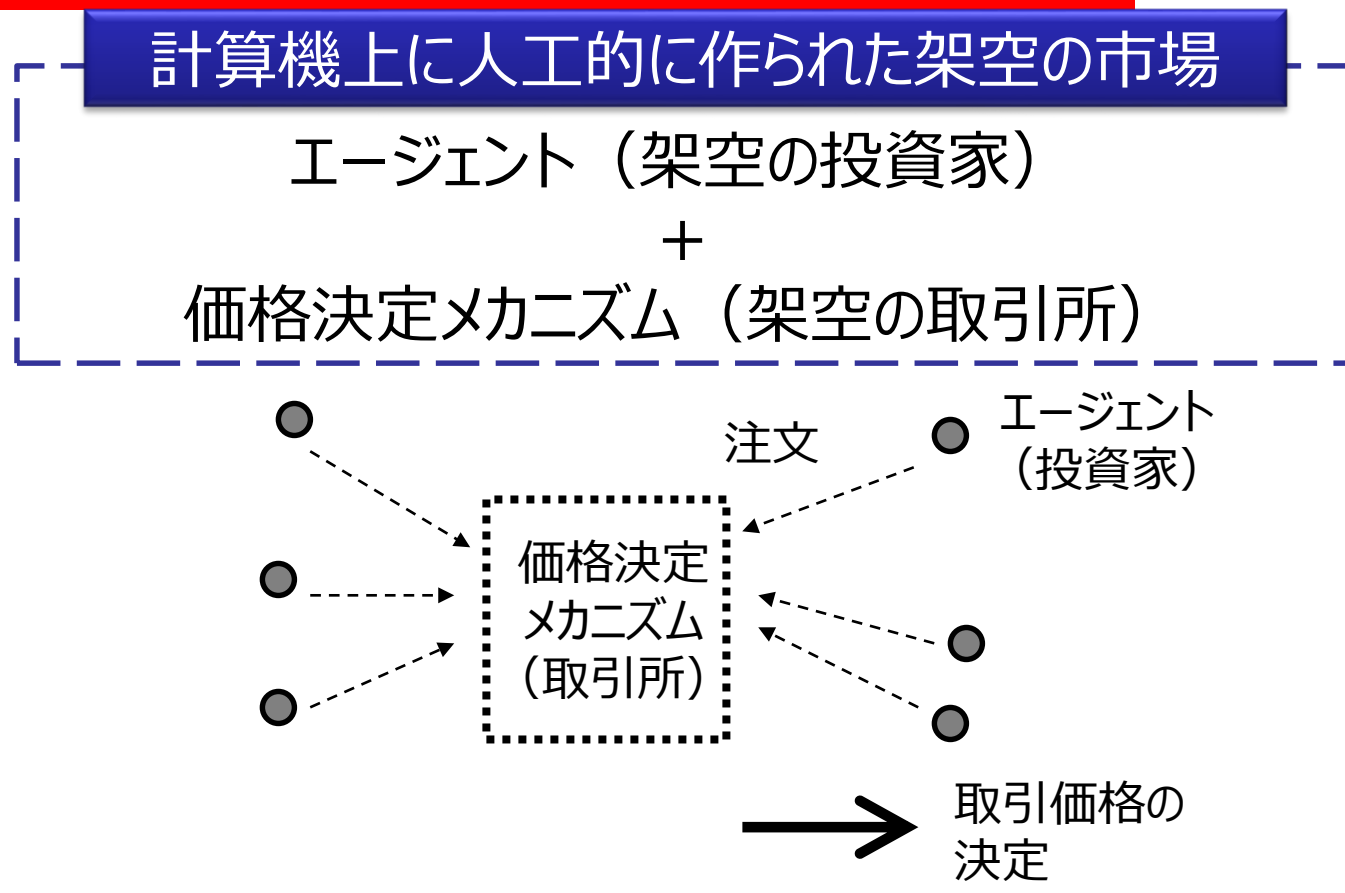 計算機上に人工的に作られた架空の市場
エージェント（架空の投資家）
+
価格決定メカニズム（架空の取引所）
注文
エージェント
（投資家）
価格決定
メカニズム
（取引所）
取引価格の
決定